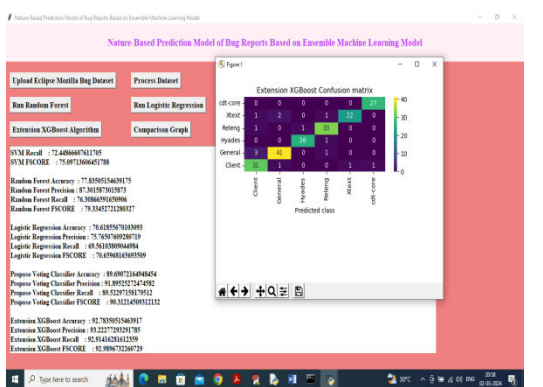 Nature-Based Prediction Model of Bug Reports Based on Ensemble Machine Learning Model
Nature-Based Prediction Model of Bug Reports Based on Ensemble Machine Learning Model
Upload Eclipse Mozilla Bug Dataset
Process Dataset
Run Random Forest
Run Logistic Regression
Extension XGBoost Algorithm
Comparison Graph
SVM Recall : 72.44866607611705
SVM FSCORE : 75.09713606451788
Random Forest Accuracy : 77.83505154639175
Random Forest Precision : 87.3015873015873
Random Forest Recall : 76.30866591650906
Random Forest FSCORE : 79.33452721280327
Logistic Regression Accuracy : 70.61855670103093
Logistic Regression Precision : 75.76507609280719
Logistic Regression Recall : 69.56103809044984
Logistic Regression FSCORE : 70.65968165693509
Propose Voting Classifier Accuracy : 89.69072164948454
Propose Voting Classifier Precision : 91.89525272474582
Propose Voting Classifier Recall : 89.52297158179512
Propose Voting Classifier FSCORE : 90.31214509312132
Extension XGBoost Accuracy : 92.78350515463917
Extension XGBoost Precision : 93.22277293291785
Extension XGBoost Recall : 92.91416281612359
Extension XGBoost FSCORE : 92.9896732260729
Figure 1
Extension XGBoost Confusion matrix
cdt-core 0 0 0 0 0 27
Xtext 1 2 0 1 22 0
Releng 1 0 1 33 0 0
Hyades 0 0 26 1 0 0
General 3 41 0 1 0 0
Client 31 1 0 0 1 1
Client General Hyades Releng Xtext cdt-core
Predicted class
40
30
20
10
0
Type here to search
30°C
ENG
20:58
02-03-2024